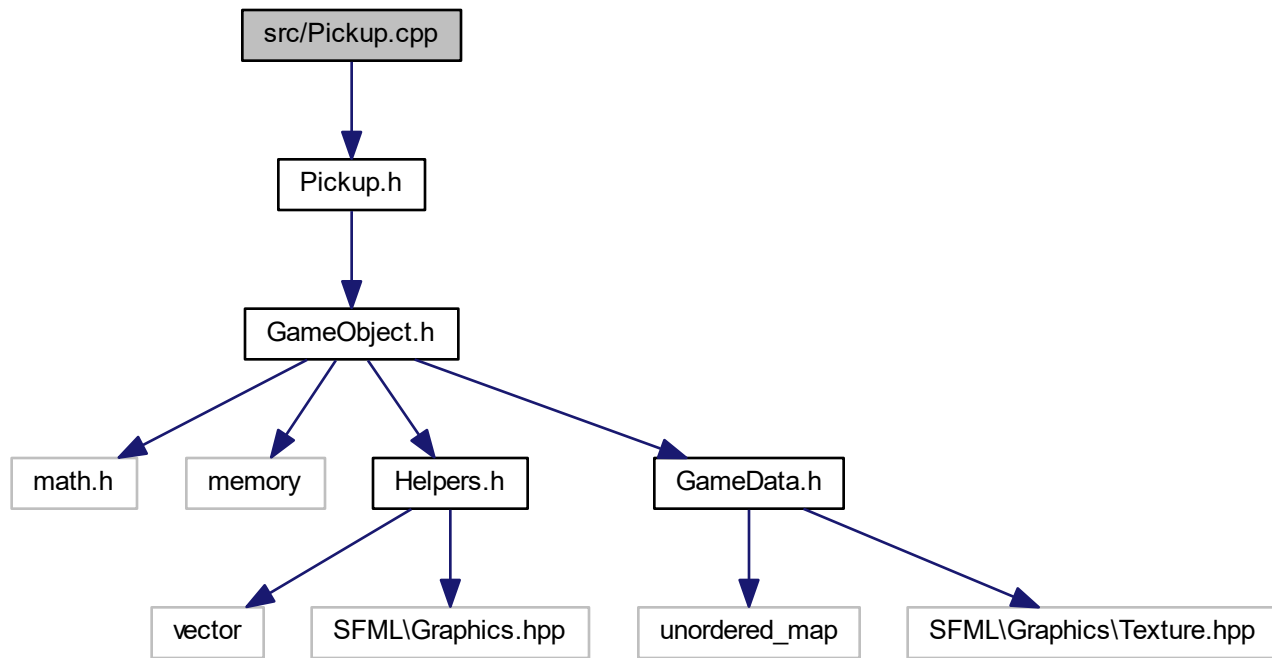 src/Pickup.cpp
Pickup.h
GameObject.h
math.h
memory
Helpers.h
GameData.h
vector
SFML\Graphics.hpp
unordered_map
SFML\Graphics\Texture.hpp